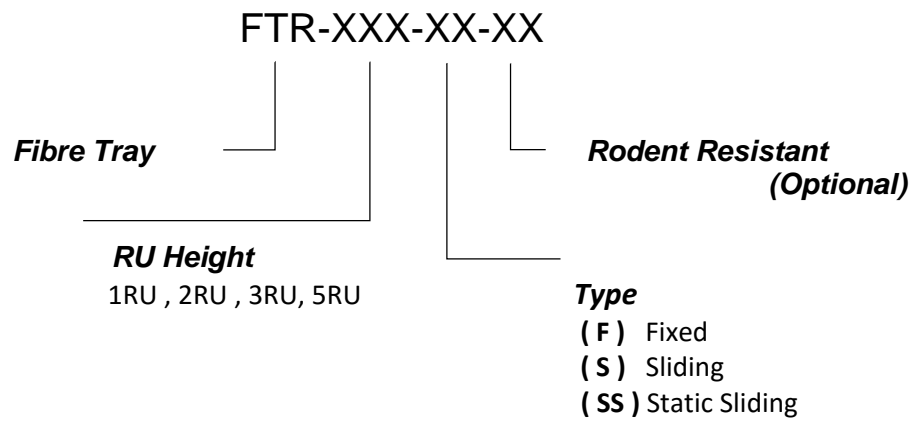 FTR-XXX-XX-XX
Fibre Tray
Rodent Resistant
(Optional)
RU Height
1RU , 2RU , 3RU, 5RU
Type
( F ) Fixed
( S ) Sliding
( SS ) Static Sliding